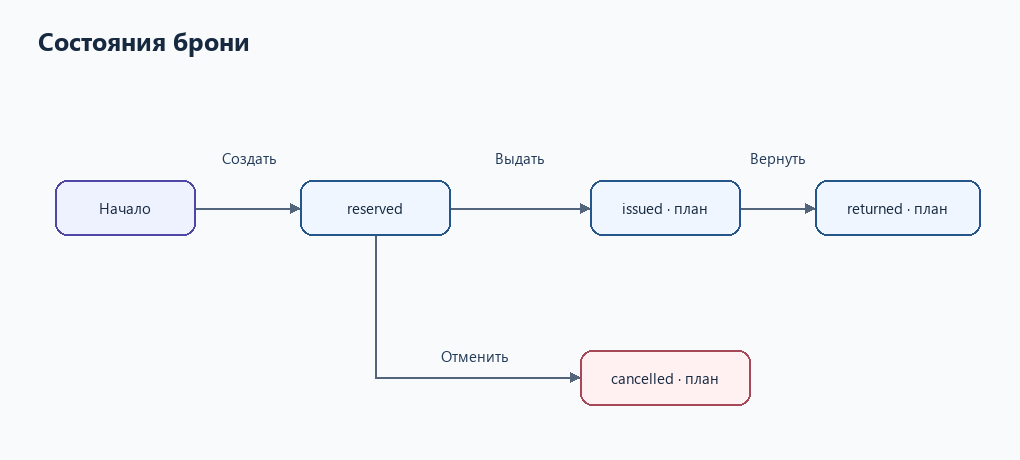 Состояния брони
Создать
Выдать
Вернуть
Начало
reserved
issued · план
returned · план
Отменить
cancelled · план